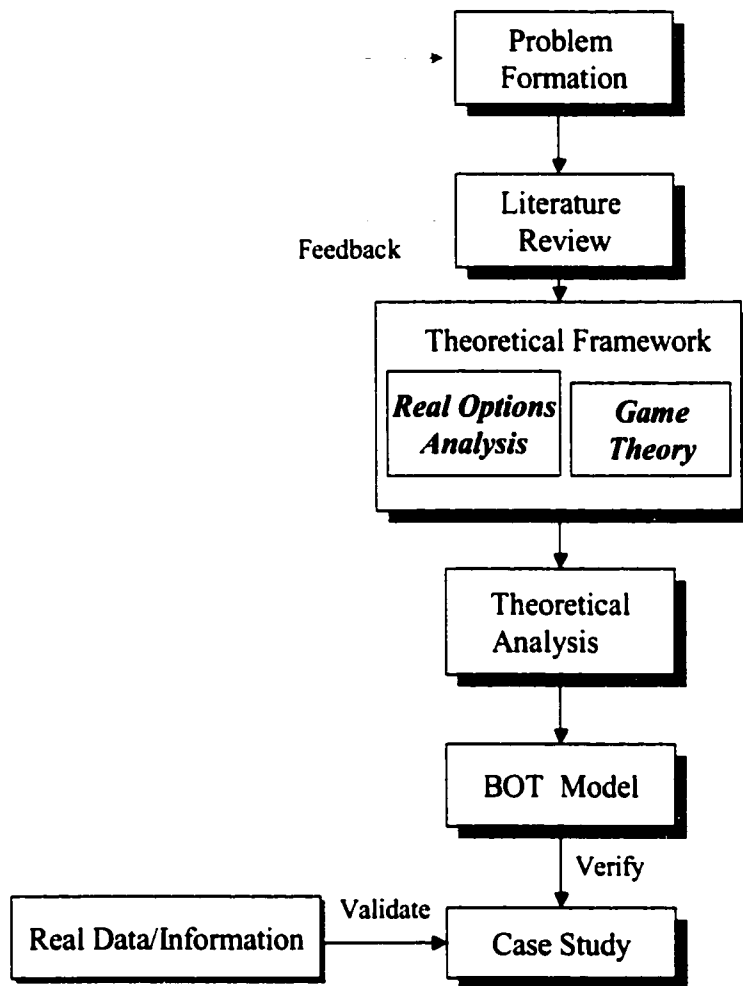 Problem
Formation
Literature
Review
Feedback
Theoretical Framework
Real Options
Analysis
Game
Theory
Theoretical
Analysis
BOT Model
Verify
Validate
Real Data/Information
Case Study